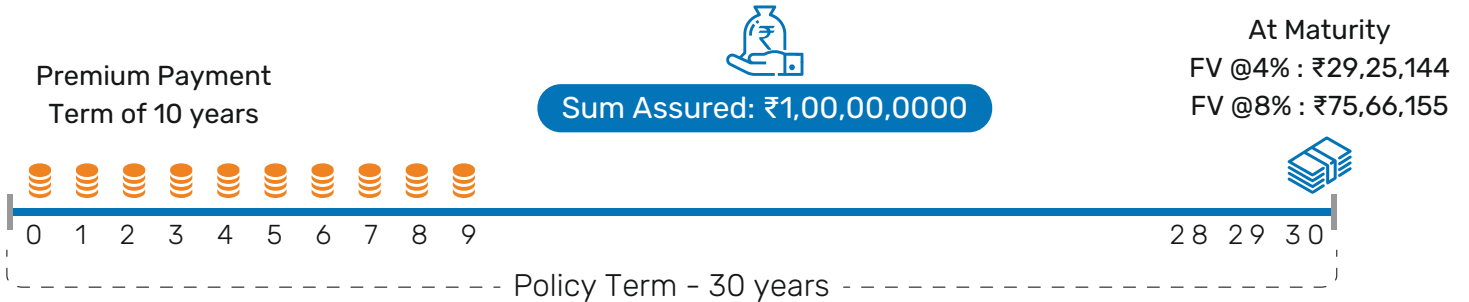 Premium Payment
Term of 10 years
₹
Sum Assured: ₹1,00,00,0000
At Maturity
FV @4% : ₹29,25,144
FV @8% : ₹75,66,155
0 1 2 3 4 5 6 7 8 9 28 29 30
Policy Term - 30 years